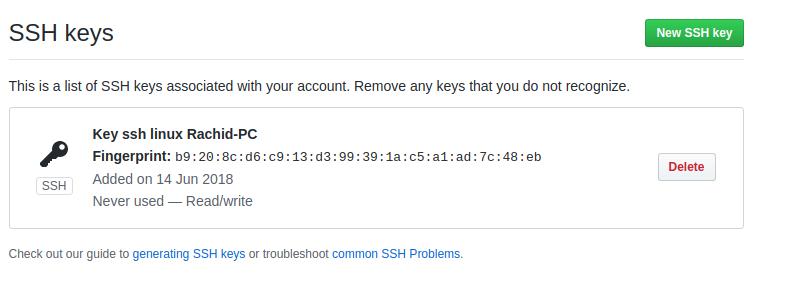 SSH keys
New SSH key
This is a list of SSH keys associated with your account. Remove any keys that you do not recognize.
Key ssh linux Rachid-PC
Fingerprint: b9:20:8c:d6:c9:13:d3:99:39:1a:c5:a1:ad:7c:48:eb
Added on 14 Jun 2018
Never used — Read/write
SSH
Delete
Check out our guide to generating SSH keys or troubleshoot common SSH Problems.